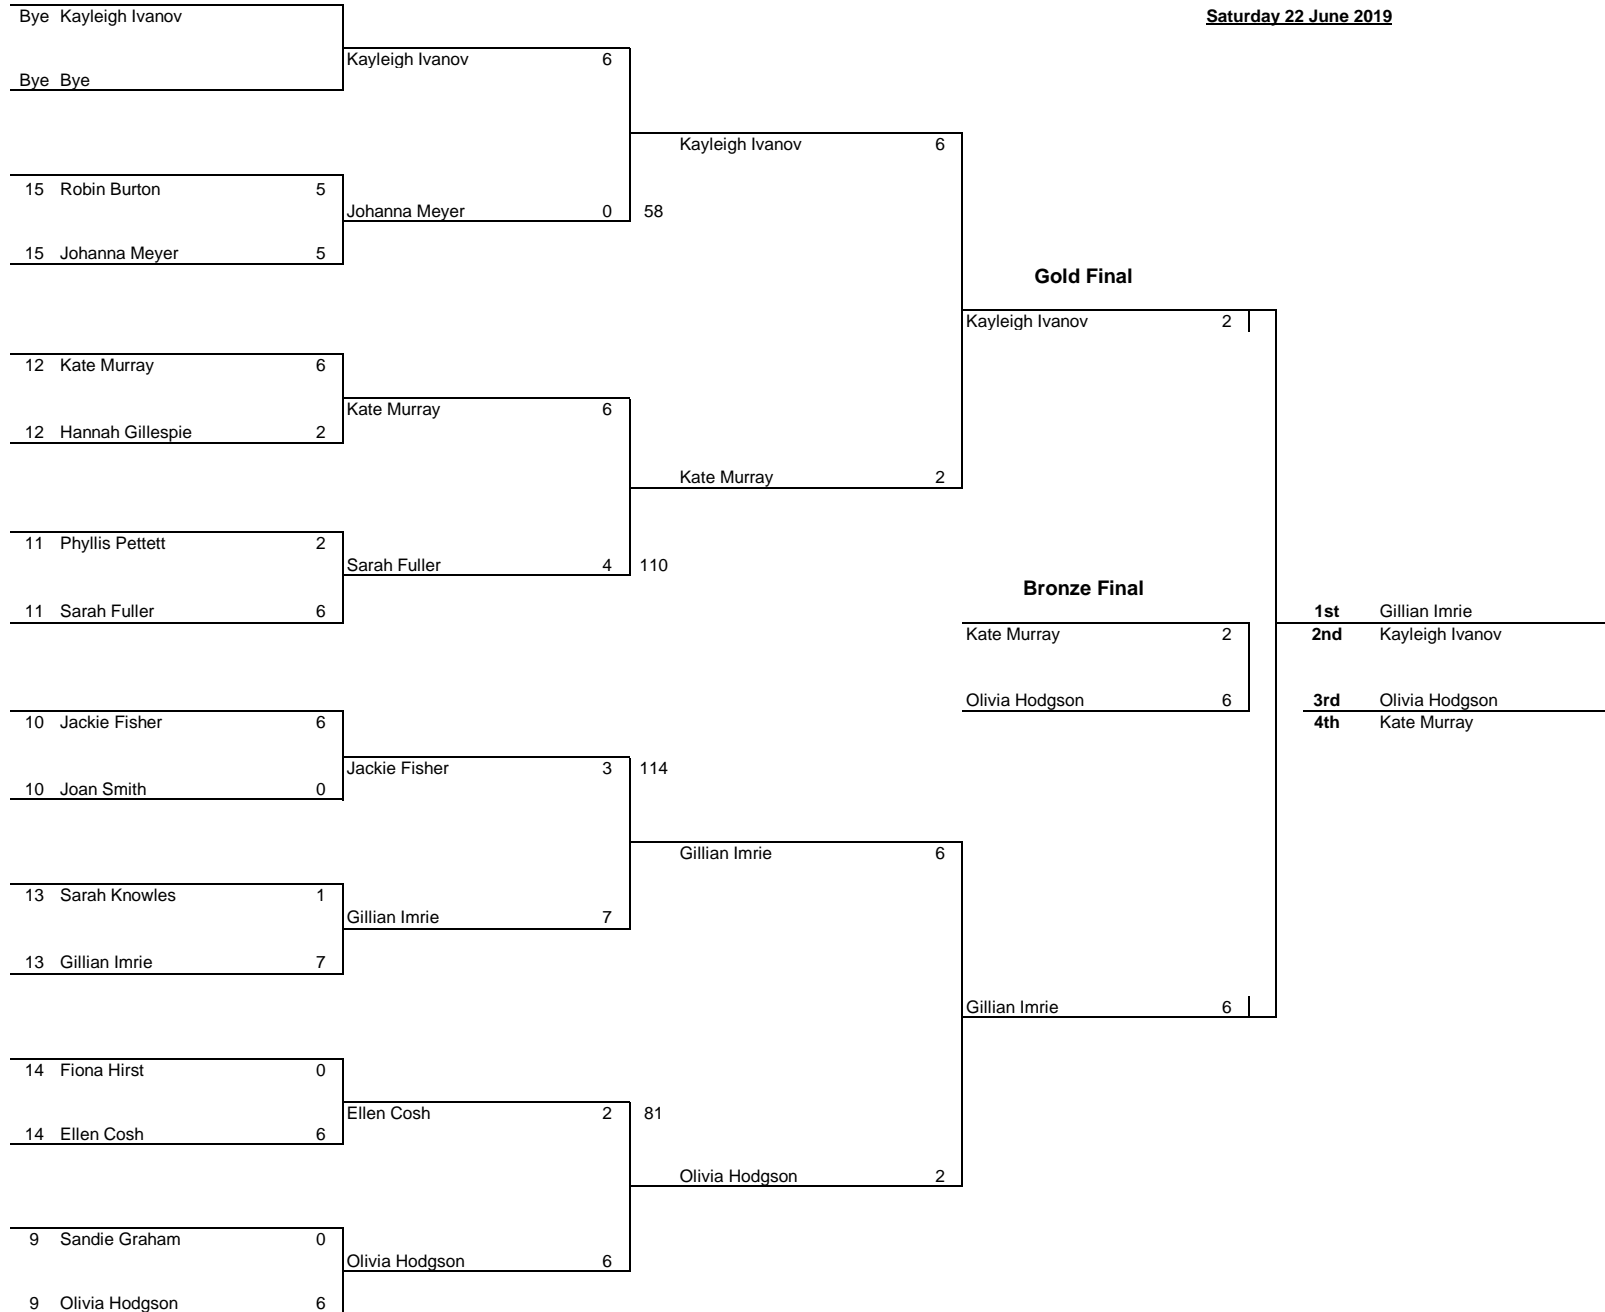 Bye Kayleigh Ivanov
Saturday 22 June 2019
Kayleigh Ivanov 6
Bye Bye
Kayleigh Ivanov 6
15 Robin Burton 5
Johanna Meyer 0 58
15 Johanna Meyer 5
Gold Final
Kayleigh Ivanov 2
12 Kate Murray 6
Kate Murray 6
12 Hannah Gillespie 2
Kate Murray 2
11 Phyllis Pettett 2
Sarah Fuller 4 110
Bronze Final
11 Sarah Fuller 6
1st Gillian Imrie
Kate Murray 2
2nd Kayleigh Ivanov
Olivia Hodgson 6
3rd Olivia Hodgson
10 Jackie Fisher 6
4th Kate Murray
Jackie Fisher 3 114
10 Joan Smith 0
Gillian Imrie 6
13 Sarah Knowles 1
Gillian Imrie 7
13 Gillian Imrie 7
Gillian Imrie 6
14 Fiona Hirst 0
Ellen Cosh 2 81
14 Ellen Cosh 6
Olivia Hodgson 2
9 Sandie Graham 0
Olivia Hodgson 6
9 Olivia Hodgson 6